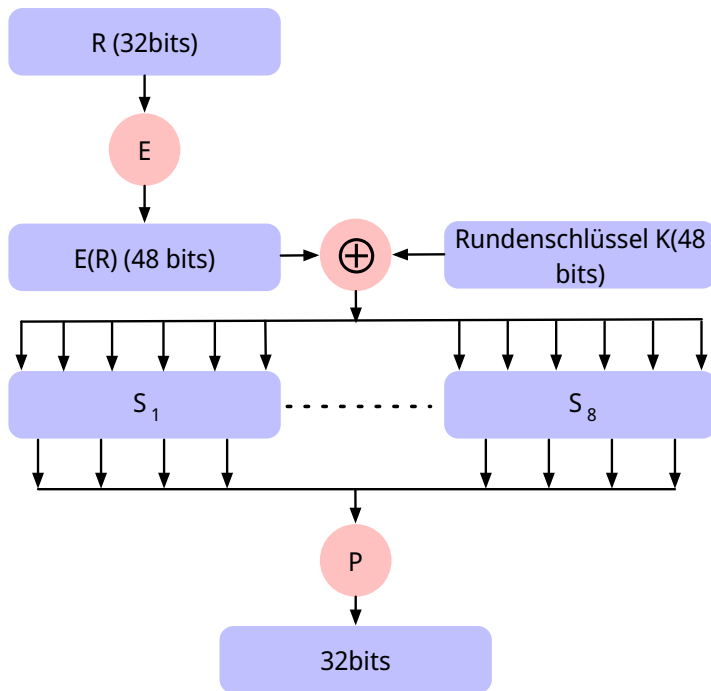 R (32bits)
E
E(R) (48 bits)
⊕
Rundenschlüssel K(48
bits)
S 1
S 8
P
32bits